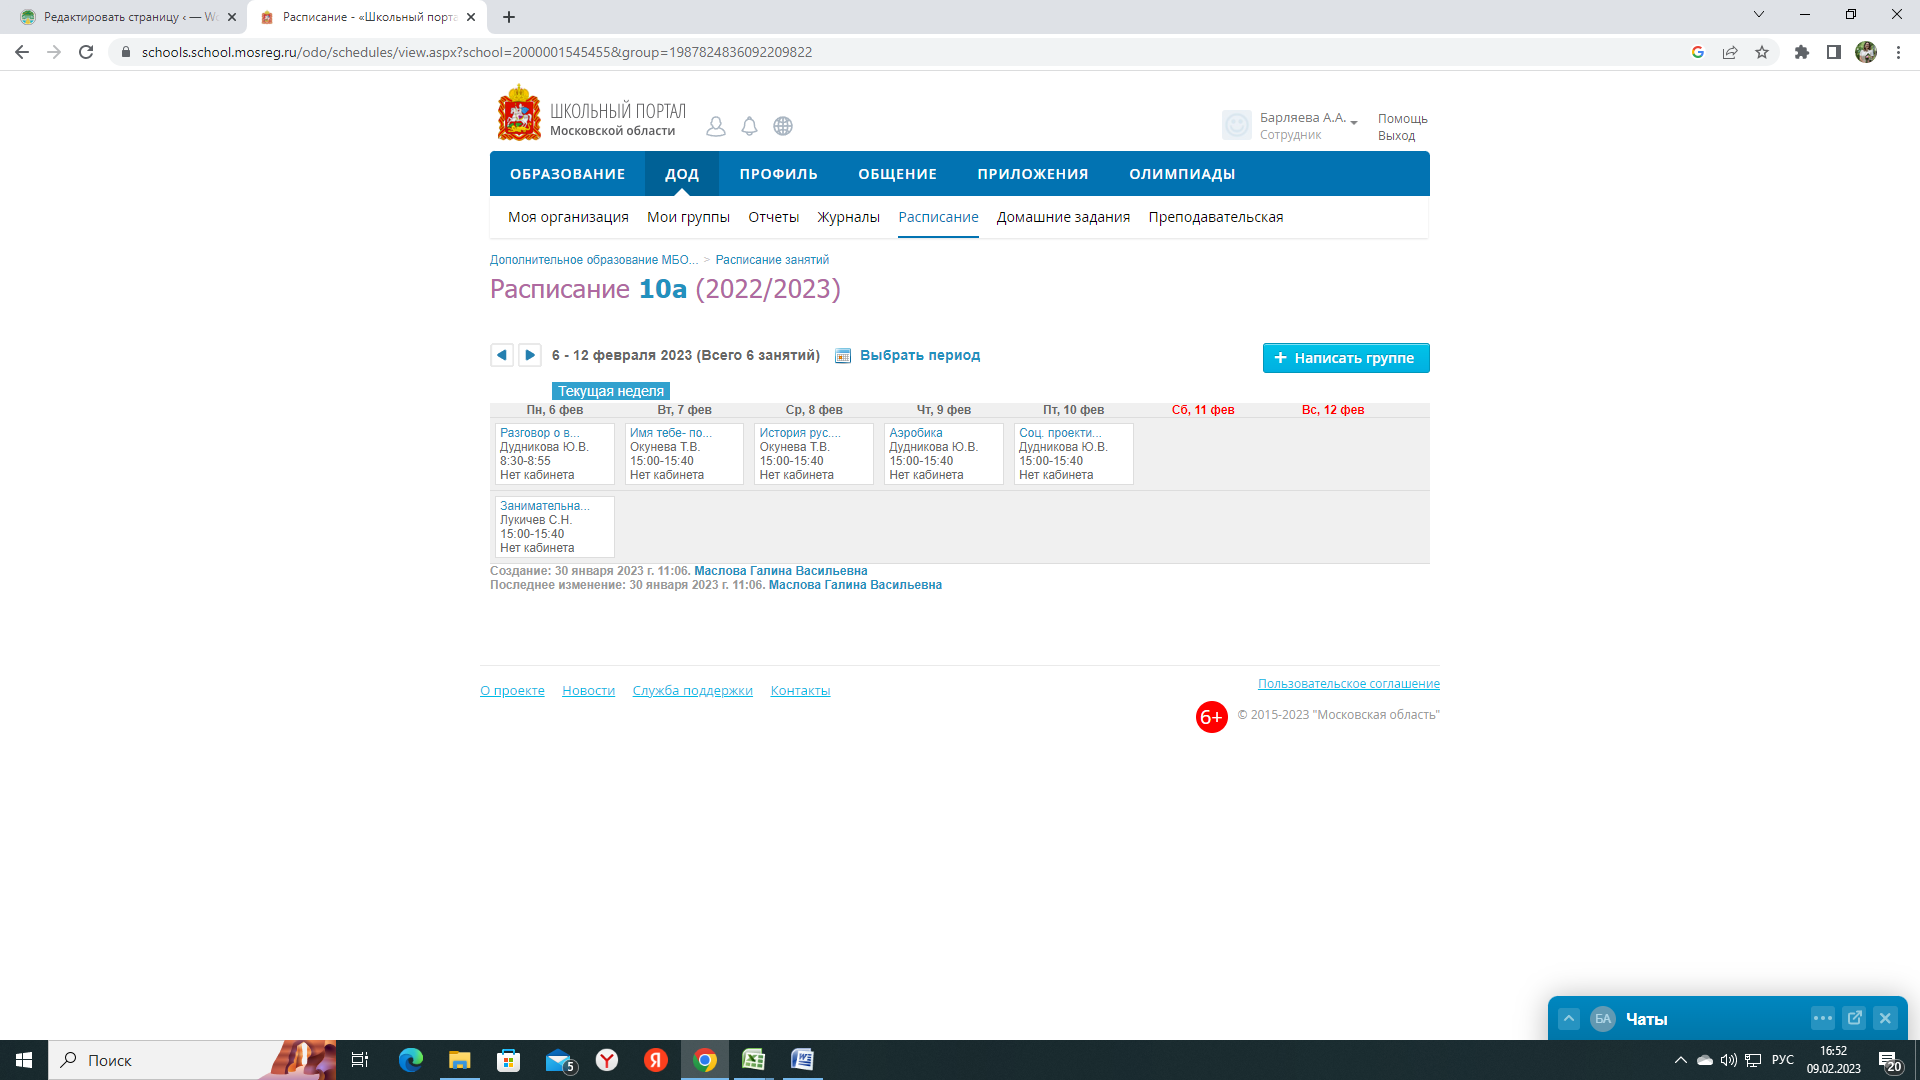 Редактировать страницу ‹ — Wo
Расписание - «Школьный порта
schools.school.mosreg.ru/odo/schedules/view.aspx?school=2000001545455&group=1987824836092209822
ШКОЛЬНЫЙ ПОРТАЛ
Московской области
Барляева А.А.
Сотрудник
Помощь
Выход
ОБРАЗОВАНИЕ ДОД ПРОФИЛЬ ОБЩЕНИЕ ПРИЛОЖЕНИЯ ОЛИМПИАДЫ
Моя организация Мои группы Отчеты Журналы Расписание Домашние задания Преподавательская
Дополнительное образование МБО... > Расписание занятий
Расписание 10а (2022/2023)
6 - 12 февраля 2023 (Всего 6 занятий) Выбрать период
+ Написать группе
Текущая неделя
Пн, 6 фев Вт, 7 фев Ср, 8 фев Чт, 9 фев Пт, 10 фев Сб, 11 фев Вс, 12 фев
Разговор о в... Имя тебе- по... История рус.... Аэробика Соц. проекти...
Дудникова Ю.В. Окунева Т.В. Окунева Т.В. Дудникова Ю.В. Дудникова Ю.В.
8:30-8:55 15:00-15:40 15:00-15:40 15:00-15:40 15:00-15:40
Нет кабинета Нет кабинета Нет кабинета Нет кабинета Нет кабинета
Занимательна...
Лукичев С.Н.
15:00-15:40
Нет кабинета
Создание: 30 января 2023 г. 11:06. Маслова Галина Васильевна
Последнее изменение: 30 января 2023 г. 11:06. Маслова Галина Васильевна
О проекте Новости Служба поддержки Контакты
Пользовательское соглашение
6+ © 2015-2023 "Московская область"
БА Чаты
Поиск
5
РУС
16:52
09.02.2023
20